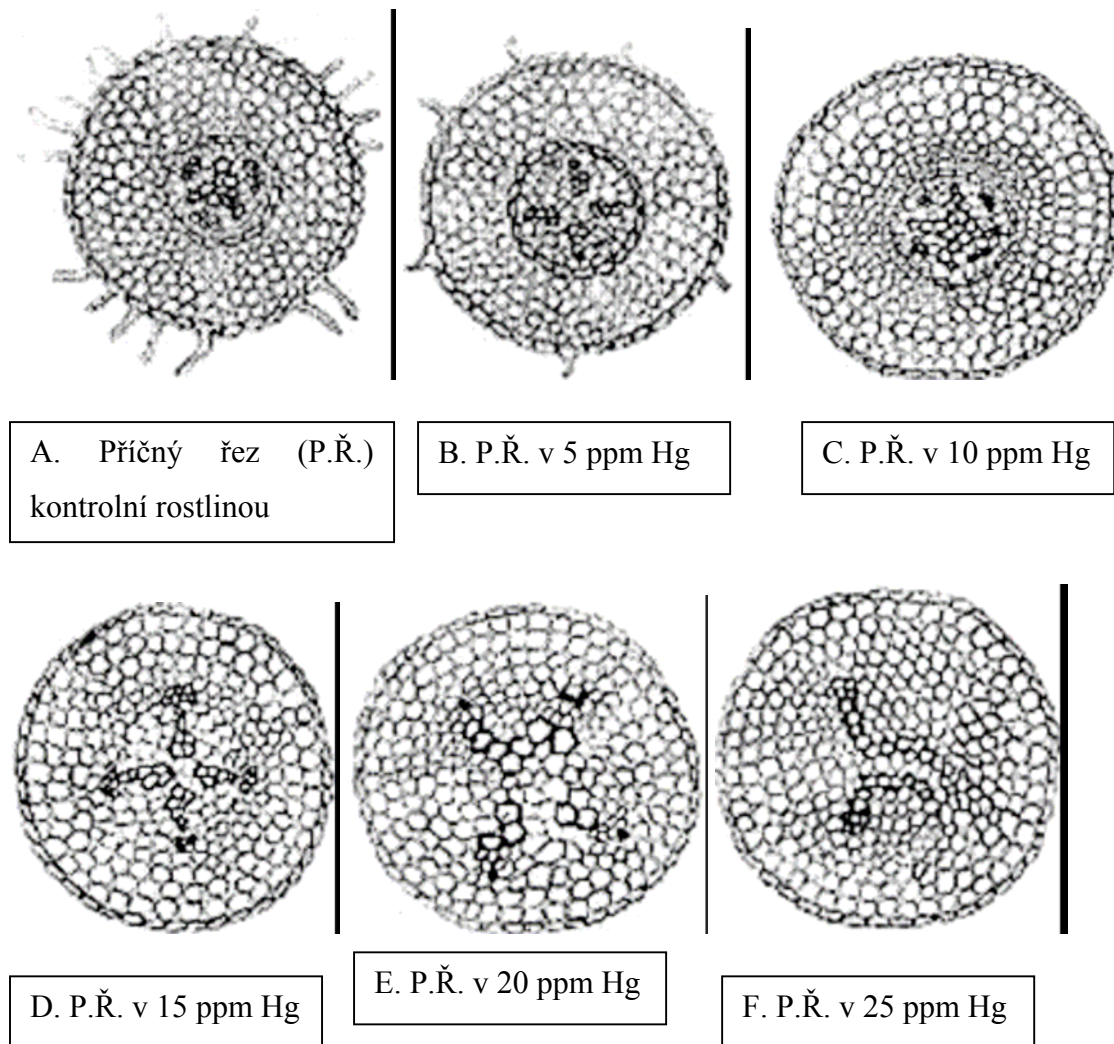 A. Příčný řez (P.Ř.)
kontrolní rostlinou
B. P.Ř. v 5 ppm Hg
C. P.Ř. v 10 ppm Hg
D. P.Ř. v 15 ppm Hg
E. P.Ř. v 20 ppm Hg
F. P.Ř. v 25 ppm Hg